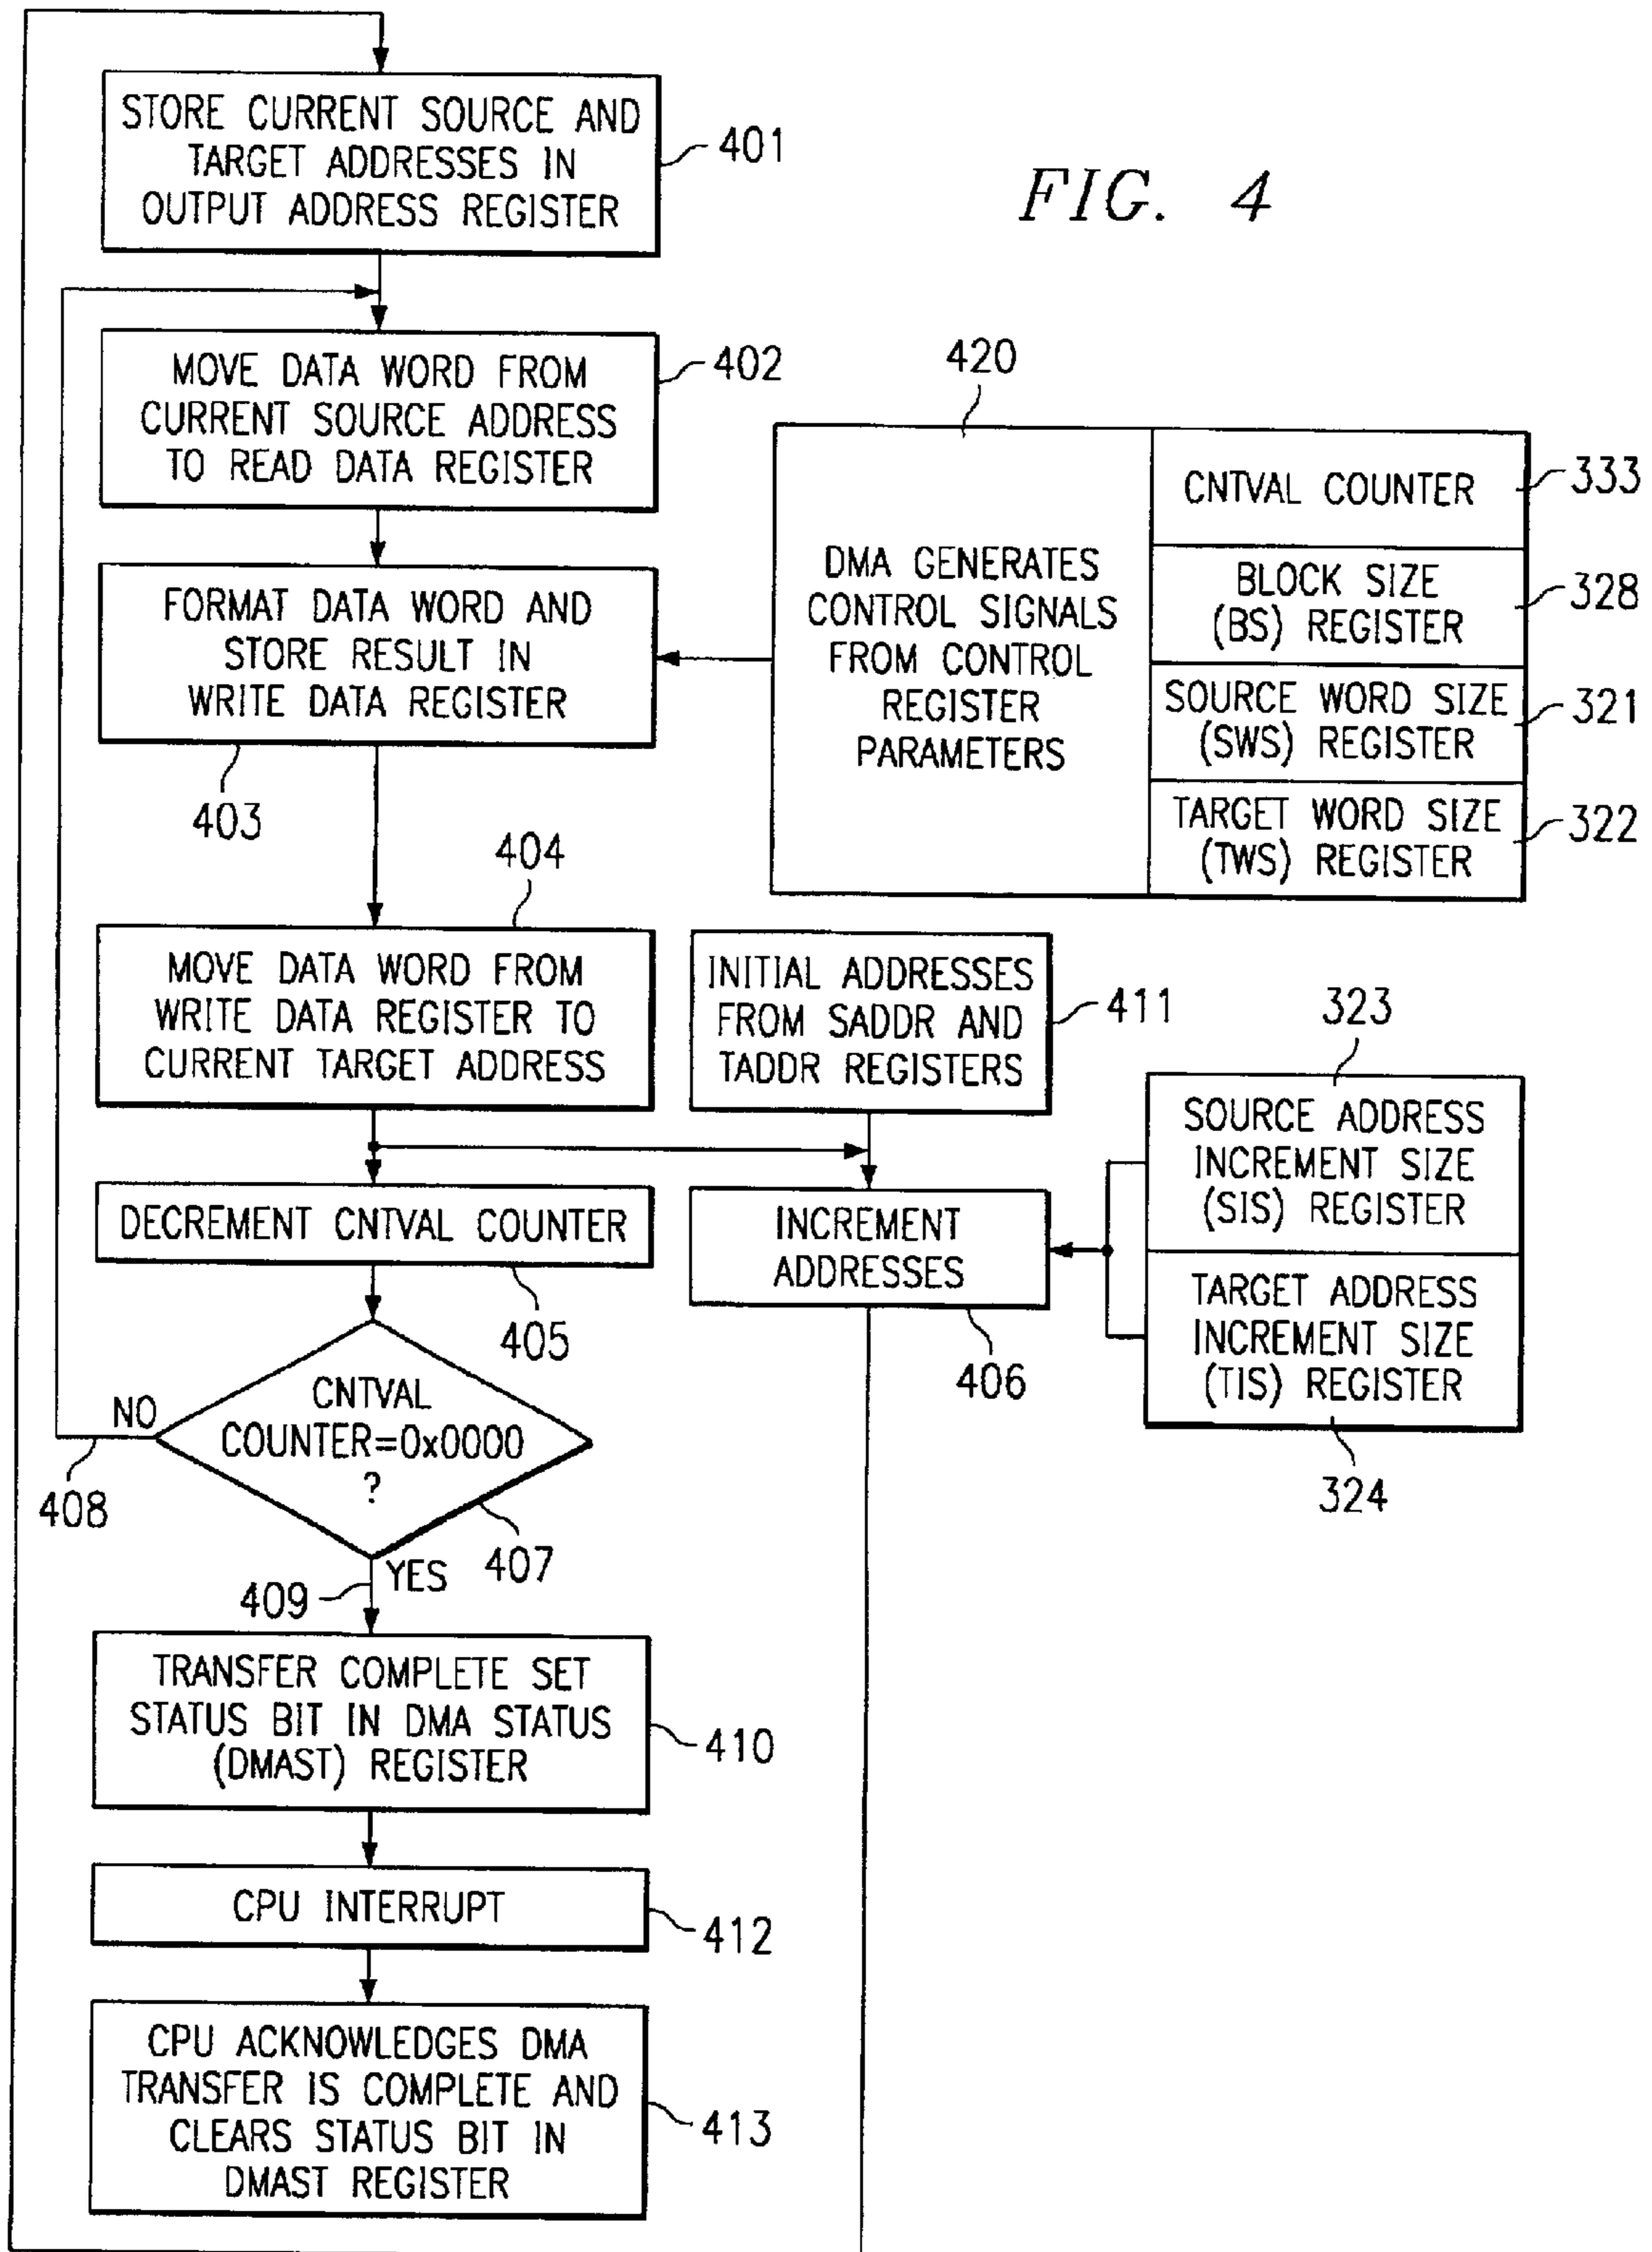 STORE CURRENT SOURCE AND
TARGET ADDRESSES IN
OUTPUT ADDRESS REGISTER
401
FIG. 4
MOVE DATA WORD FROM
CURRENT SOURCE ADDRESS
TO READ DATA REGISTER
402
FORMAT DATA WORD AND
STORE RESULT IN
WRITE DATA REGISTER
403
420
DMA GENERATES
CONTROL SIGNALS
FROM CONTROL
REGISTER
PARAMETERS
CNTVAL COUNTER
333
BLOCK SIZE
(BS) REGISTER
328
SOURCE WORD SIZE
(SWS) REGISTER
321
TARGET WORD SIZE
(TWS) REGISTER
322
404
MOVE DATA WORD FROM
WRITE DATA REGISTER TO
CURRENT TARGET ADDRESS
INITIAL ADDRESSES
FROM SADDR AND
TADDR REGISTERS
411
323
SOURCE ADDRESS
INCREMENT SIZE
(SIS) REGISTER
TARGET ADDRESS
INCREMENT SIZE
(TIS) REGISTER
324
DECREMENT CNTVAL COUNTER
405
INCREMENT
ADDRESSES
406
CNTVAL
COUNTER=0x0000
?
NO
408
407
YES
409
TRANSFER COMPLETE SET
STATUS BIT IN DMA STATUS
(DMAST) REGISTER
410
CPU INTERRUPT
412
CPU ACKNOWLEDGES DMA
TRANSFER IS COMPLETE AND
CLEARS STATUS BIT IN
DMAST REGISTER
413